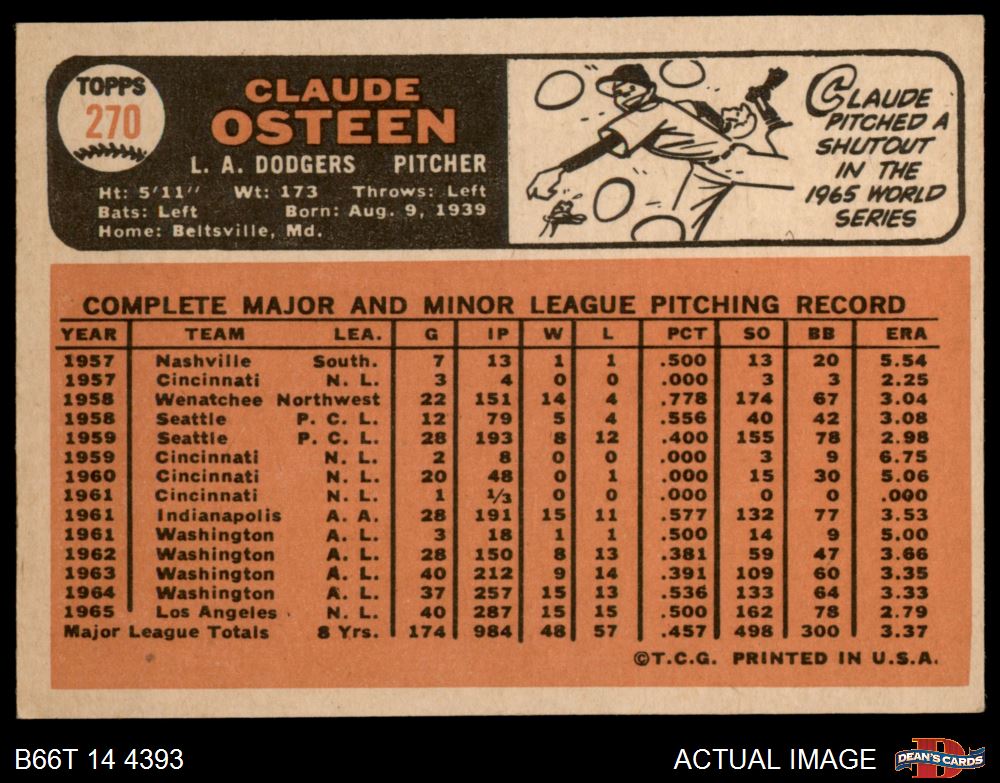 TOPPS
270
CLAUDE
OSTEEN
L. A. DODGERS PITCHER
Ht: 5'11" Wt: 173 Throws: Left
Bats: Left Born: Aug. 9, 1939
Home: Beltsville, Md.
CLAUDE
PITCHED A
SHUTOUT
IN THE
1965 WORLD
SERIES
COMPLETE MAJOR AND MINOR LEAGUE PITCHING RECORD
YEAR TEAM LEA. G IP W L PCT SO BB ERA
1957 Nashville South. 7 13 1 1 .500 13 20 5.54
1957 Cincinnati N. L. 3 4 0 0 .000 3 3 2.25
1958 Wenatchee Northwest 22 151 14 4 .778 174 67 3.04
1958 Seattle P. C. L. 12 79 5 4 .556 40 42 3.08
1959 Seattle P. C. L. 28 193 8 12 .400 155 78 2.98
1959 Cincinnati N. L. 2 8 0 0 .000 3 9 6.75
1960 Cincinnati N. L. 20 48 0 1 .000 15 30 5.06
1961 Cincinnati N. L. 1 1/3 0 0 .000 0 0 .000
1961 Indianapolis A. A. 28 191 15 11 .577 132 77 3.53
1961 Washington A. L. 3 18 1 1 .500 14 9 5.00
1962 Washington A. L. 28 150 8 13 .381 59 47 3.66
1963 Washington A. L. 40 212 9 14 .391 109 60 3.35
1964 Washington A. L. 37 257 15 13 .536 133 64 3.33
1965 Los Angeles N. L. 40 287 15 15 .500 162 78 2.79
Major League Totals 8 Yrs. 174 984 48 57 .457 498 300 3.37
©T.C.G. PRINTED IN U.S.A.
B66T 14 4393
ACTUAL IMAGE
D
DEAN'S CARDS